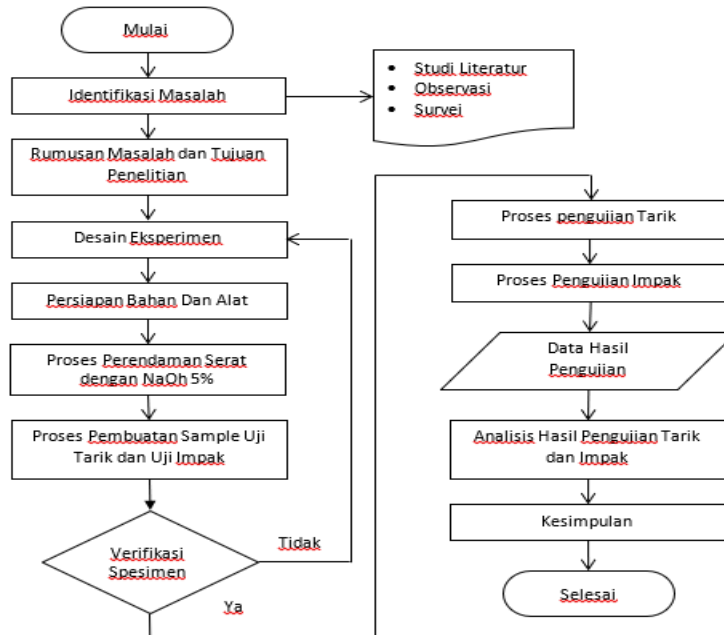 Mulai
Identifikasi Masalah
• Studi Literatur
• Observasi
• Survei
Rumusan Masalah dan Tujuan
Penelitian
Desain Eksperimen
Persiapan Bahan Dan Alat
Proses Perendaman Serat
dengan NaOh 5%
Proses Pembuatan Sample Uji
Tarik dan Uji Impak
Verifikasi
Spesimen
Tidak
Ya
Proses pengujian Tarik
Proses Pengujian Impak
Data Hasil
Pengujian
Analisis Hasil Pengujian Tarik
dan Impak
Kesimpulan
Selesai